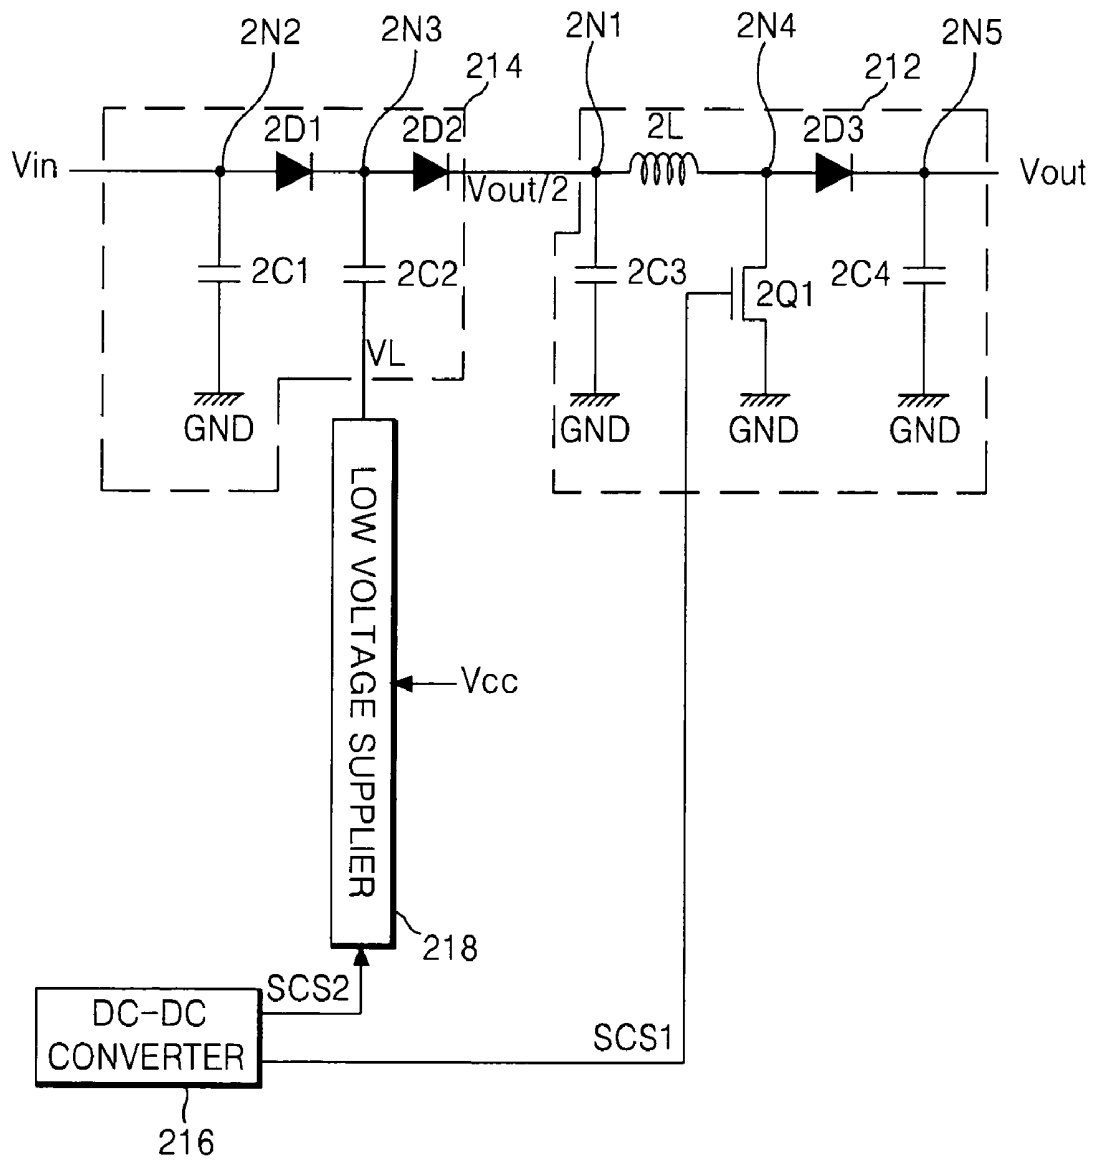 2N2
2N3
2N1
2N4
2N5
214
212
2D1
2D2
2L
2D3
Vin
Vout/2
Vout
2C1
2C2
2C3
2Q1
2C4
VL
GND
GND
GND
GND
LOW VOLTAGE SUPPLIER
Vcc
218
SCS2
DC-DC
CONVERTER
SCS1
216